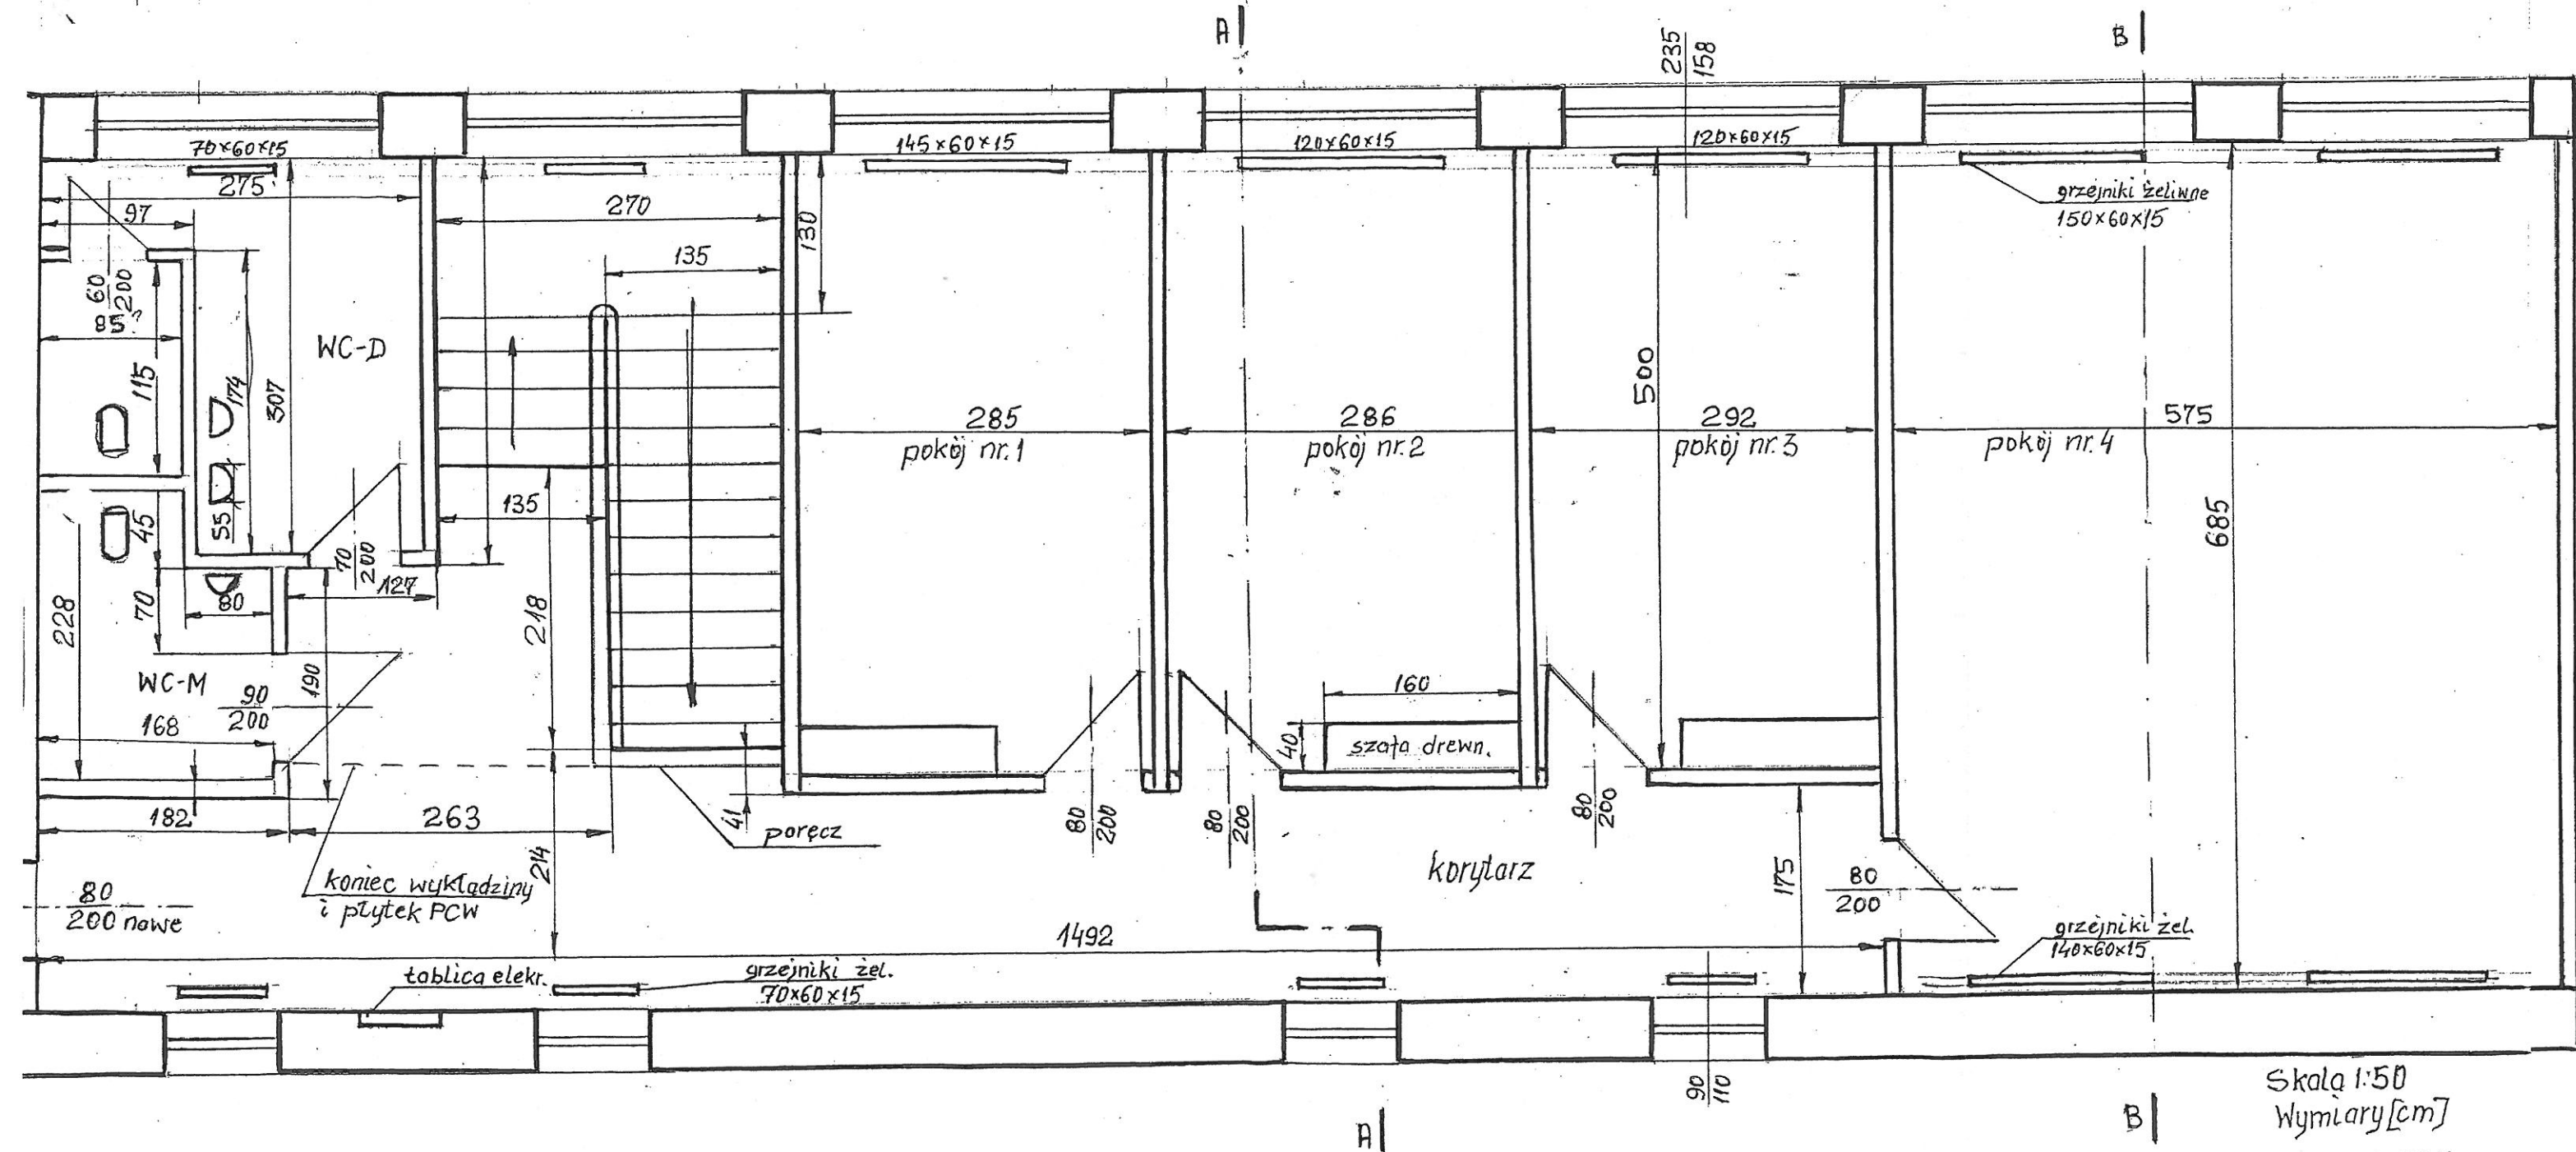 A
B
235
158
70×60×15
145×60×15
120×60×15
120×60×15
275
97
270
130
135
grzejniki żeliwne
150×60×15
60
200
85?
115
174
307
WC-D
500
285
pokój nr.1
286
pokój nr.2
292
pokój nr.3
575
pokój nr.4
685
45
55
135
70
200
127
228
70
80
218
WC-M
90
200
190
168
160
40
szafa drewn.
182
263
41
poręcz
80
200
80
200
80
200
214
korytarz
175
80
200
koniec wykładziny
i płytek PCW
80
200 nowe
1492
tablica elekr.
grzejniki żel.
70×60×15
grzejniki żel.
140×60×15
90
110
Skala 1:50
Wymiary [cm]
A
B